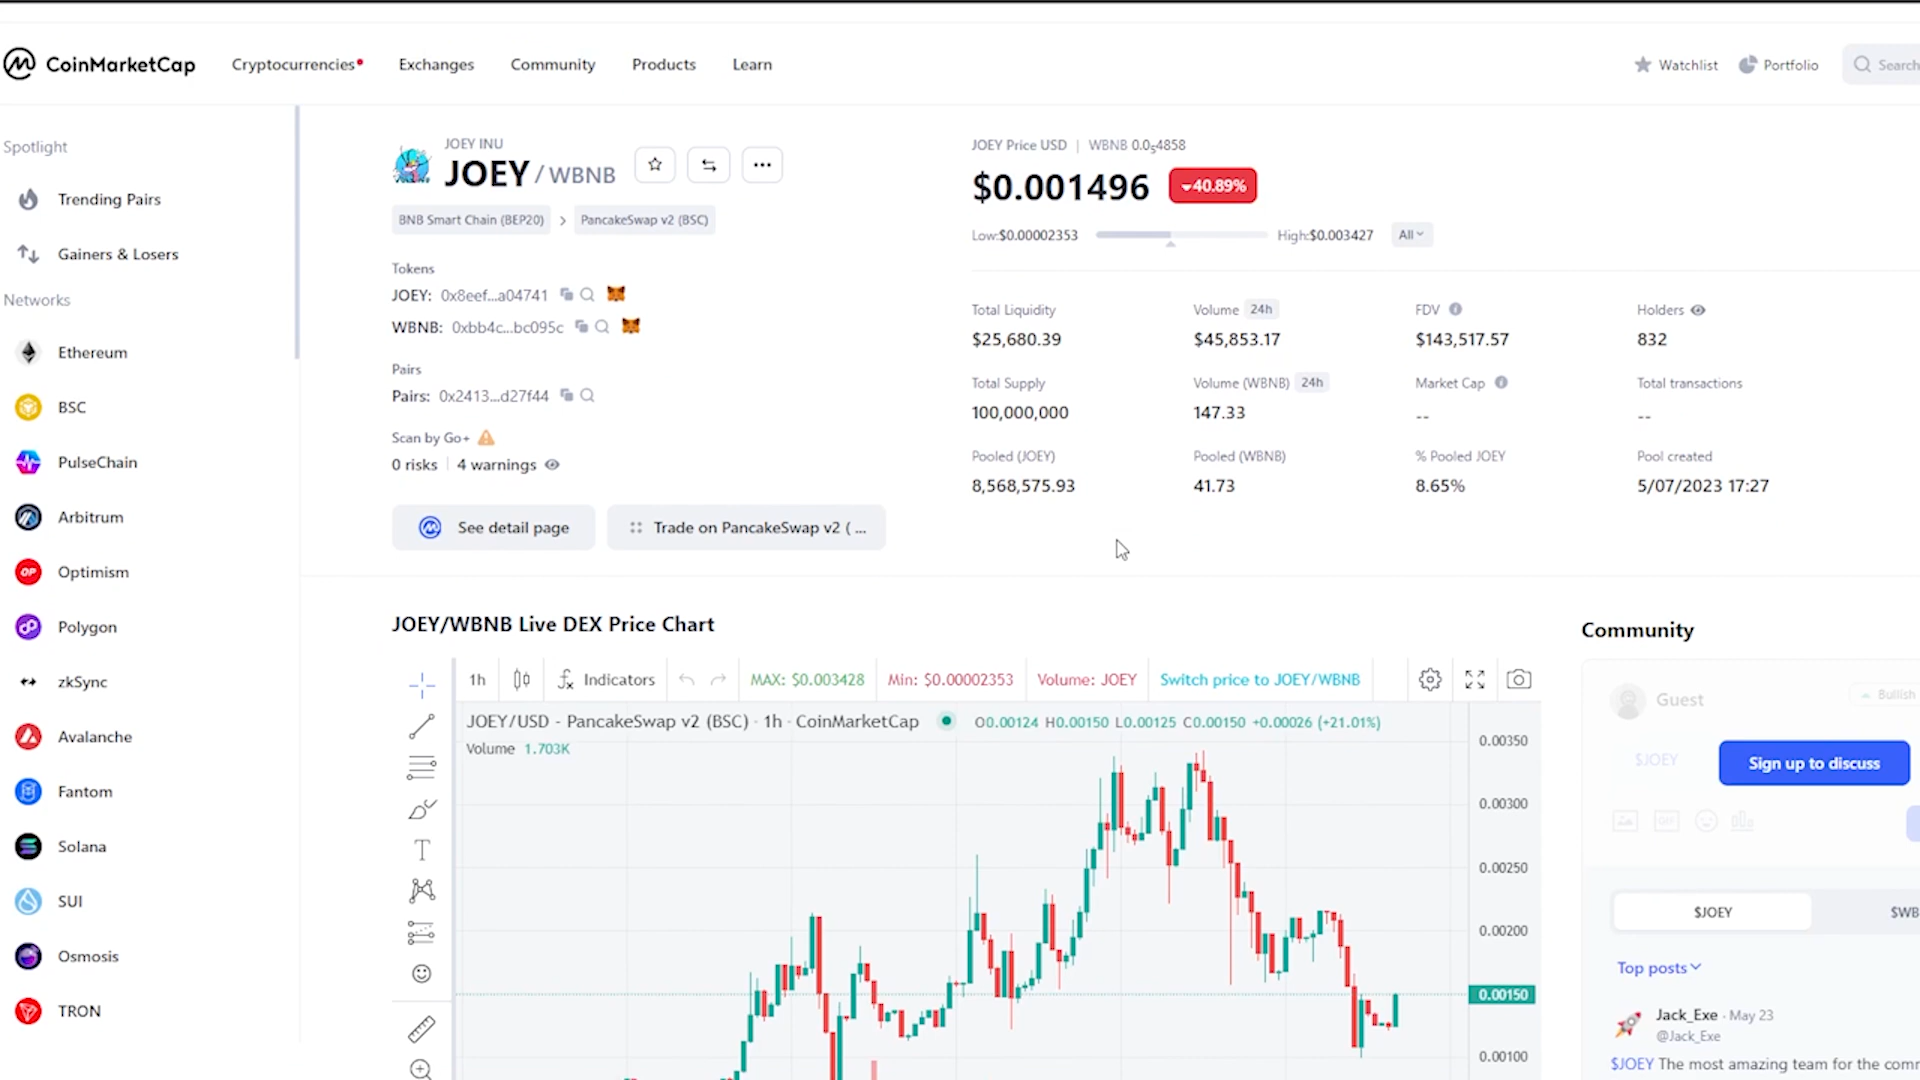 CoinMarketCap
Cryptocurrencies
Exchanges
Community
Products
Learn
Watchlist
Portfolio
Search
Spotlight
Trending Pairs
Gainers & Losers
Networks
Ethereum
BSC
PulseChain
Arbitrum
Optimism
Polygon
zkSync
Avalanche
Fantom
Solana
SUI
Osmosis
TRON
JOEY INU
JOEY / WBNB
BNB Smart Chain (BEP20) > PancakeSwap v2 (BSC)
Tokens
JOEY: 0x8eef...a04741
WBNB: 0xbb4c...bc095c
Pairs
Pairs: 0x2413...d27f44
Scan by Go+
0 risks | 4 warnings
See detail page
Trade on PancakeSwap v2 ( ...
JOEY Price USD | WBNB 0.0₅4858
$0.001496 40.89%
Low:$0.00002353 High:$0.003427 All
Total Liquidity
$25,680.39
Volume 24h
$45,853.17
FDV
$143,517.57
Holders
832
Total Supply
100,000,000
Volume (WBNB) 24h
147.33
Market Cap
--
Total transactions
--
Pooled (JOEY)
8,568,575.93
Pooled (WBNB)
41.73
% Pooled JOEY
8.65%
Pool created
5/07/2023 17:27
JOEY/WBNB Live DEX Price Chart
1h Indicators MAX: $0.003428 Min: $0.00002353 Volume: JOEY Switch price to JOEY/WBNB
JOEY/USD - PancakeSwap v2 (BSC) · 1h · CoinMarketCap O0.00124 H0.00150 L0.00125 C0.00150 +0.00026 (+21.01%)
Volume 1.703K
0.00350
0.00300
0.00250
0.00200
0.00150
0.00100
Community
Guest
Bullish
$JOEY
Sign up to discuss
GIF
$JOEY
$WB
Top posts
Jack_Exe · May 23
@Jack_Exe
$JOEY The most amazing team for the comm